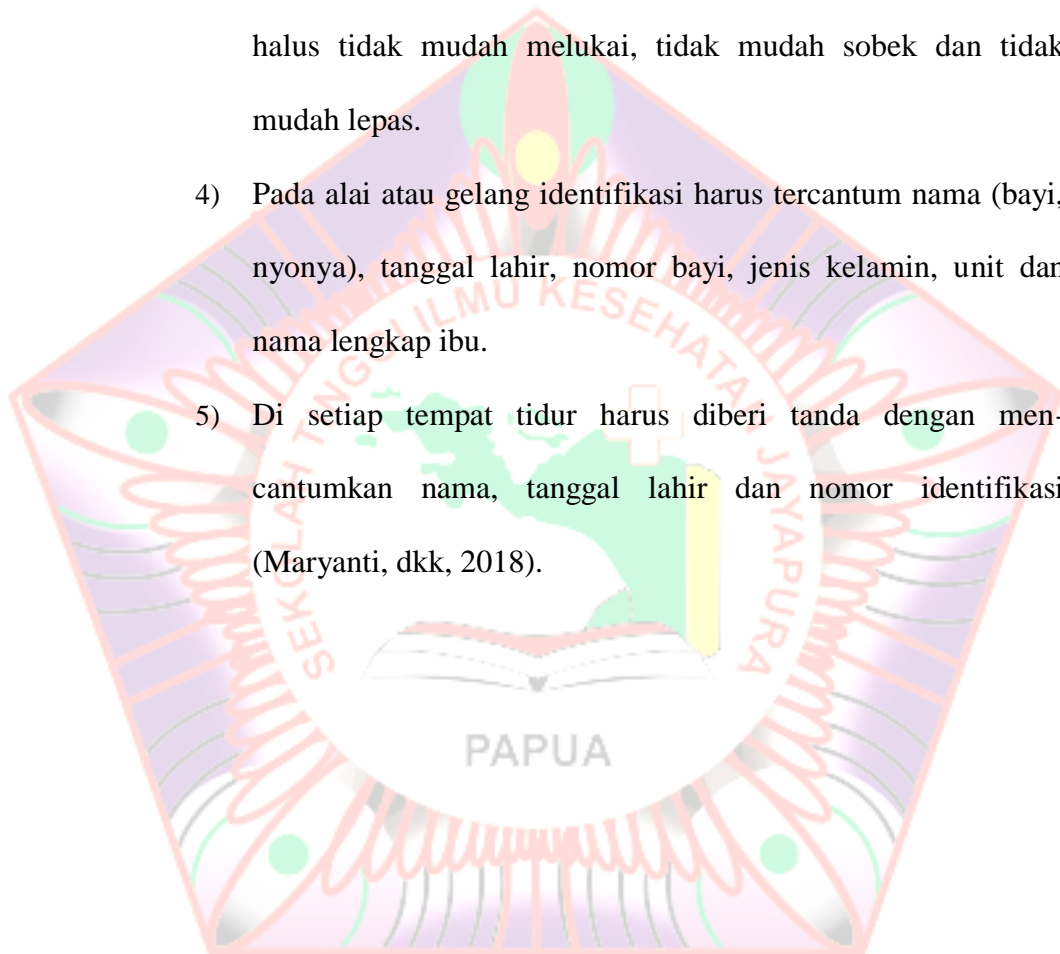 halus tidak mudah melukai, tidak mudah sobek dan tidak
mudah lepas.
4) Pada alai atau gelang identifikasi harus tercantum nama (bayi,
nyonya), tanggal lahir, nomor bayi, jenis kelamin, unit dan
nama lengkap ibu.
5) Di setiap tempat tidur harus diberi tanda dengan men-
cantumkan nama, tanggal lahir dan nomor identifikasi
(Maryanti, dkk, 2018).
SEKOLAH TINGGI ILMU KESEHATAN JAYAPURA
PAPUA